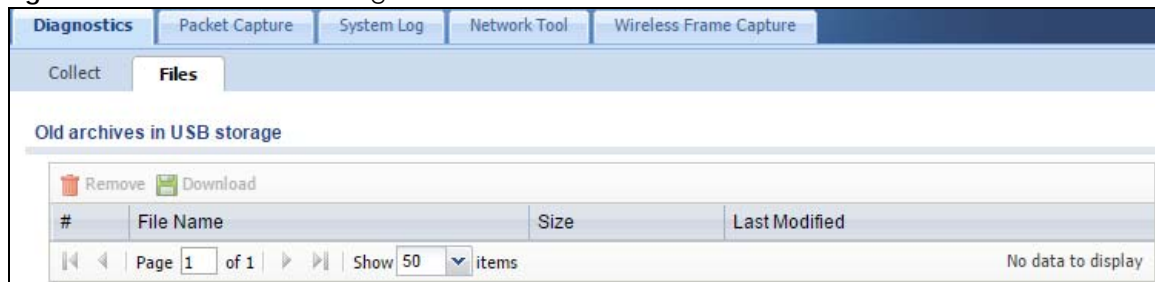 Diagnostics Packet Capture System Log Network Tool Wireless Frame Capture
Collect Files
Old archives in USB storage
Remove Download
# File Name Size Last Modified
Page 1 of 1 Show 50 items No data to display